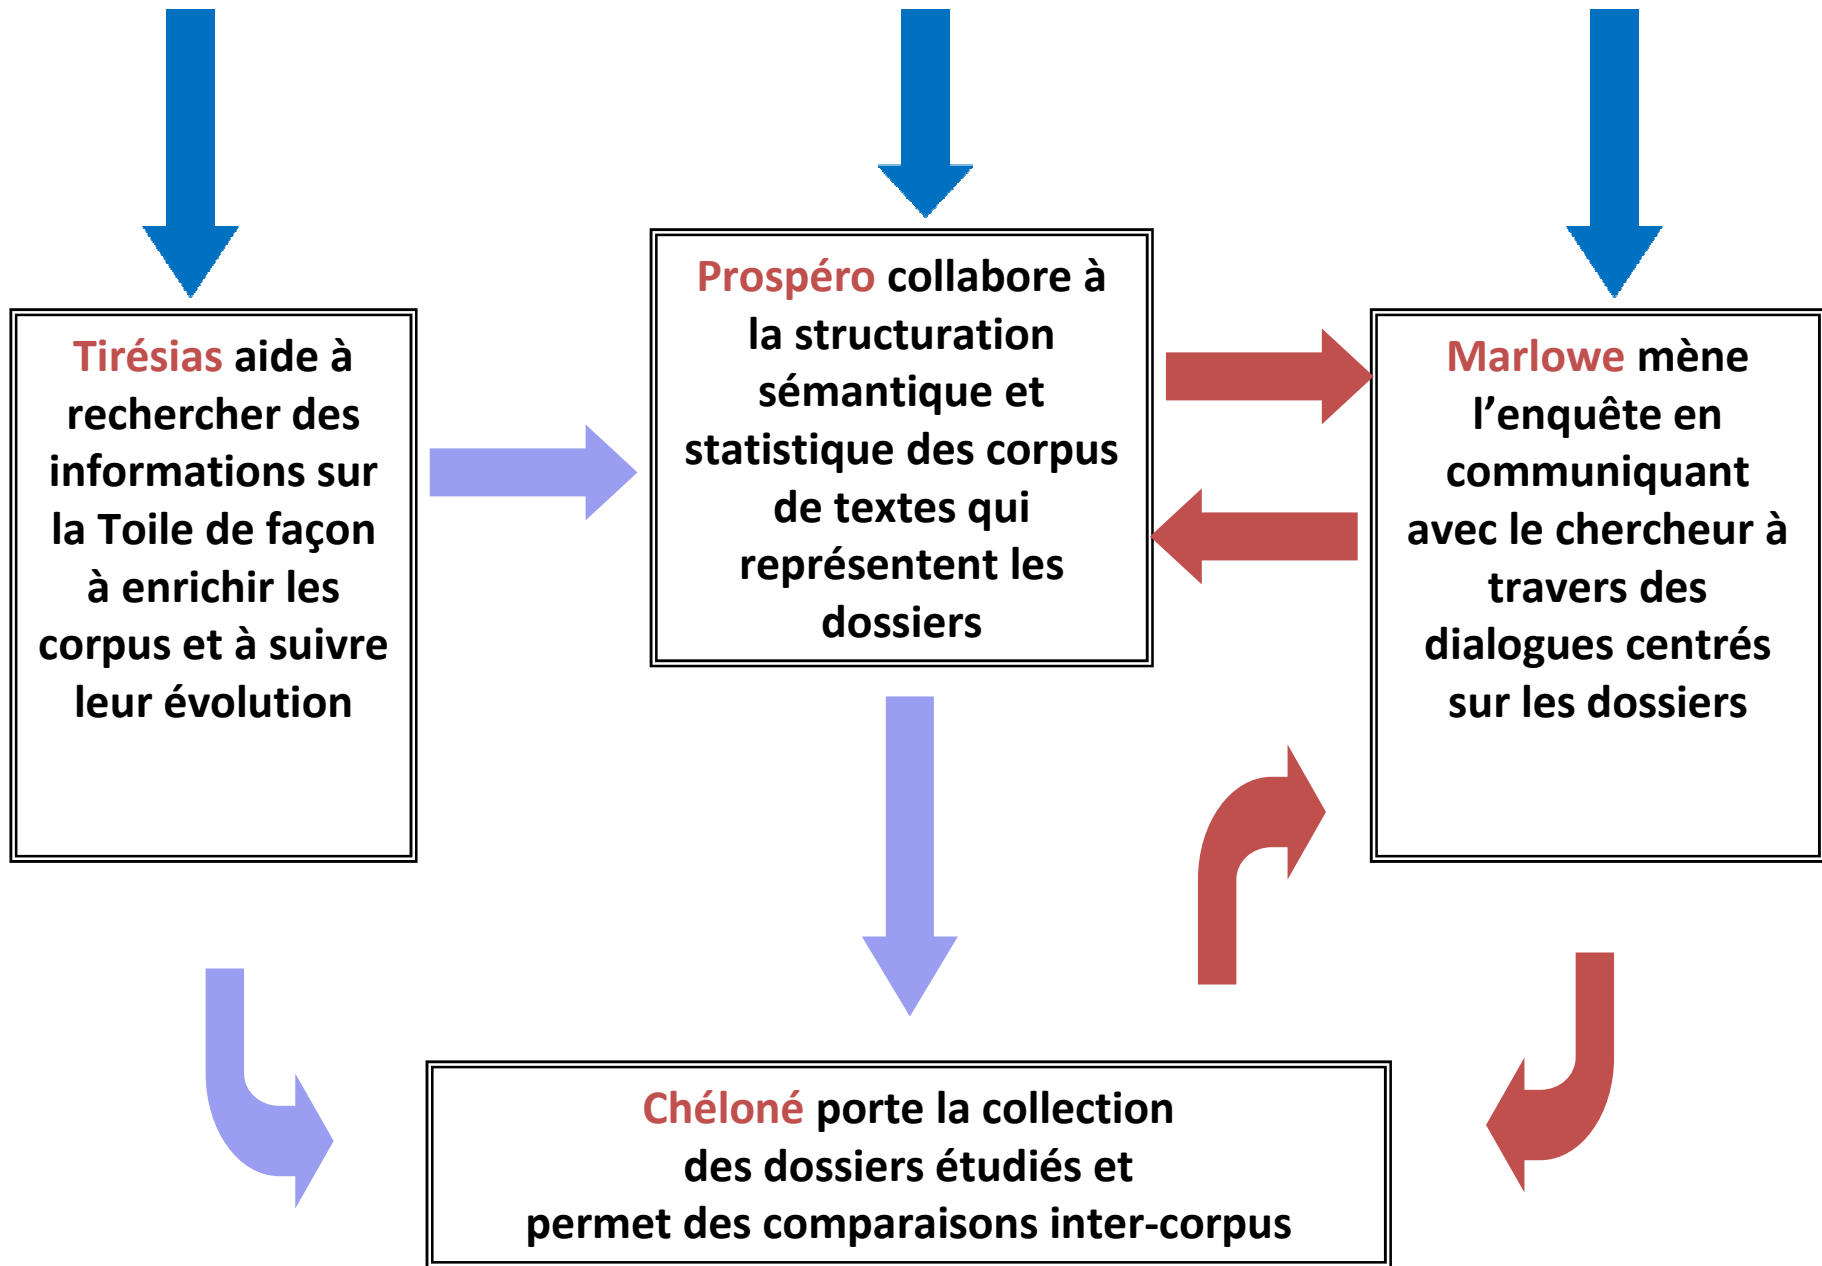 Tirésias aide à
rechercher des
informations sur
la Toile de façon
à enrichir les
corpus et à suivre
leur évolution
Prospéro collabore à
la structuration
sémantique et
statistique des corpus
de textes qui
représentent les
dossiers
Marlowe mène
l’enquête en
communiquant
avec le chercheur à
travers des
dialogues centrés
sur les dossiers
Chéloné porte la collection
des dossiers étudiés et
permet des comparaisons inter-corpus